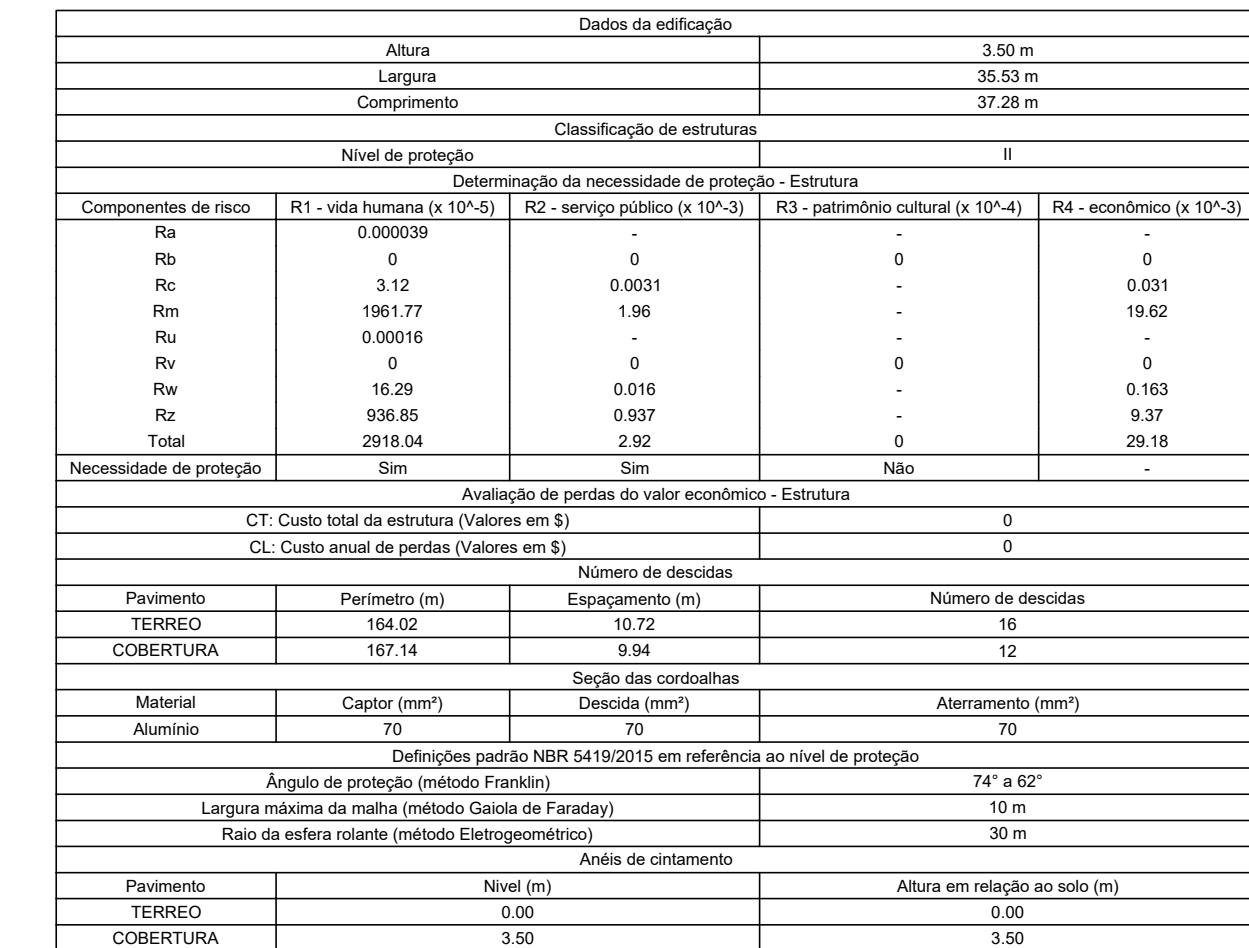 Dados da edificação
Altura 3.50 m
Largura 35.53 m
Comprimento 37.28 m
Classificação de estruturas
Nível de proteção II
Determinação da necessidade de proteção - Estrutura
Componentes de risco R1 - vida humana (x 10^-5) R2 - serviço público (x 10^-3) R3 - patrimônio cultural (x 10^-4) R4 - econômico (x 10^-3)
Ra 0.000039 - - -
Rb 0 0 0 0
Rc 3.12 0.0031 - 0.031
Rm 1961.77 1.96 - 19.62
Ru 0.00016 - - -
Rv 0 0 0 0
Rw 16.29 0.016 - 0.163
Rz 936.85 0.937 - 9.37
Total 2918.04 2.92 0 29.18
Necessidade de proteção Sim Sim Não -
Avaliação de perdas do valor econômico - Estrutura
CT: Custo total da estrutura (Valores em $) 0
CL: Custo anual de perdas (Valores em $) 0
Número de descidas
Pavimento Perímetro (m) Espaçamento (m) Número de descidas
TERREO 164.02 10.72 16
COBERTURA 167.14 9.94 12
Seção das cordoalhas
Material Captor (mm²) Descida (mm²) Aterramento (mm²)
Alumínio 70 70 70
Definições padrão NBR 5419/2015 em referência ao nível de proteção
Ângulo de proteção (método Franklin) 74° a 62°
Largura máxima da malha (método Gaiola de Faraday) 10 m
Raio da esfera rolante (método Eletrogeométrico) 30 m
Anéis de cintamento
Pavimento Nivel (m) Altura em relação ao solo (m)
TERREO 0.00 0.00
COBERTURA 3.50 3.50